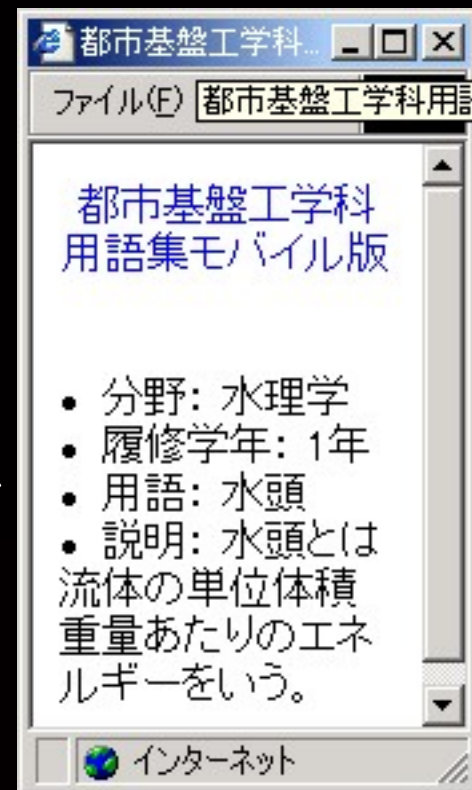 都市基盤工学科...
ファイル(F) 都市基盤工学科用語
都市基盤工学科
用語集モバイル版
• 分野: 水理学
• 履修学年: 1年
• 用語: 水頭
• 説明: 水頭とは
流体の単位体積
重量あたりのエネ
ルギーをいう。
インターネット